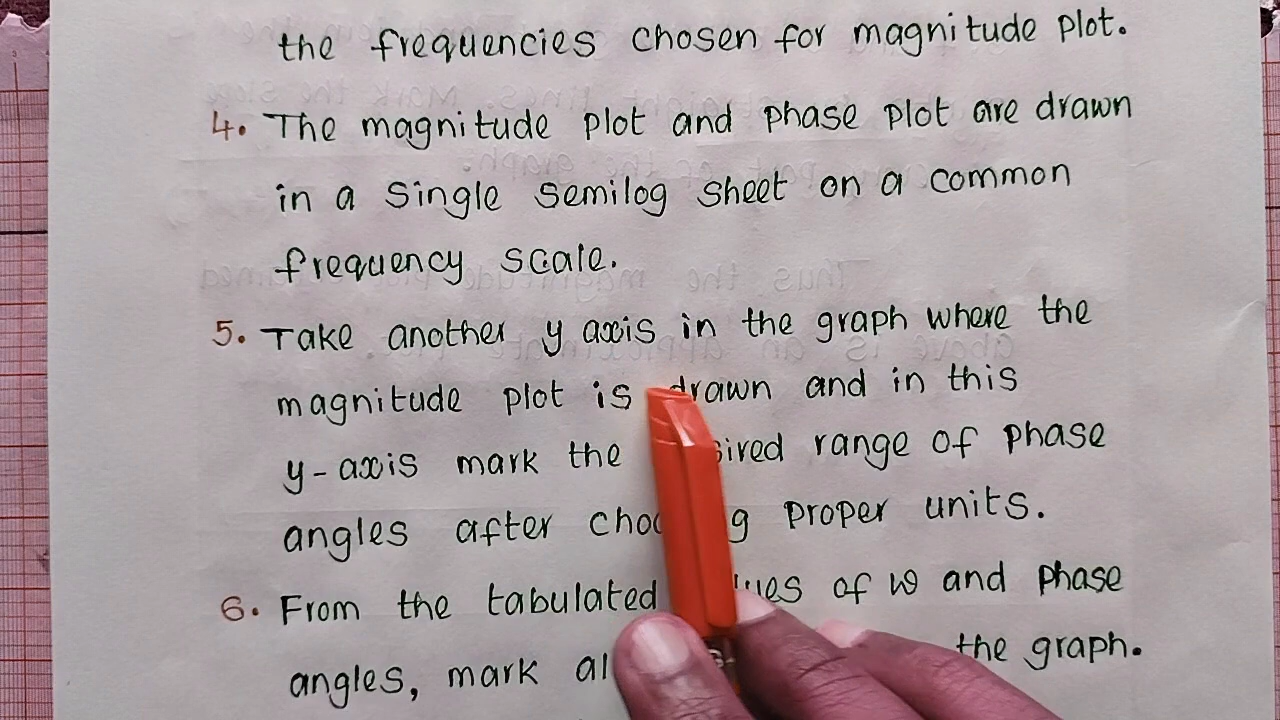 the frequencies chosen for magnitude plot.
4. The magnitude plot and phase plot are drawn
in a single semilog sheet on a common
frequency scale.
5. Take another y axis in the graph where the
magnitude plot is drawn and in this
y-axis mark the range of phase
angles after proper units.
6. From the tabulated of ω and phase
angles, mark the graph.